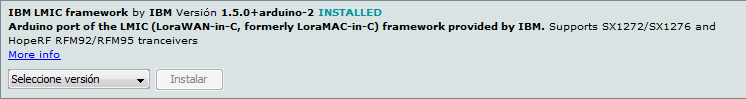 IBM LMIC framework by IBM Versión 1.5.0+arduino-2 INSTALLED
Arduino port of the LMIC (LoraWAN-in-C, formerly LoraMAC-in-C) framework provided by IBM. Supports SX1272/SX1276 and
HopeRF RFM92/RFM95 tranceivers
More info
Seleccione versión Instalar